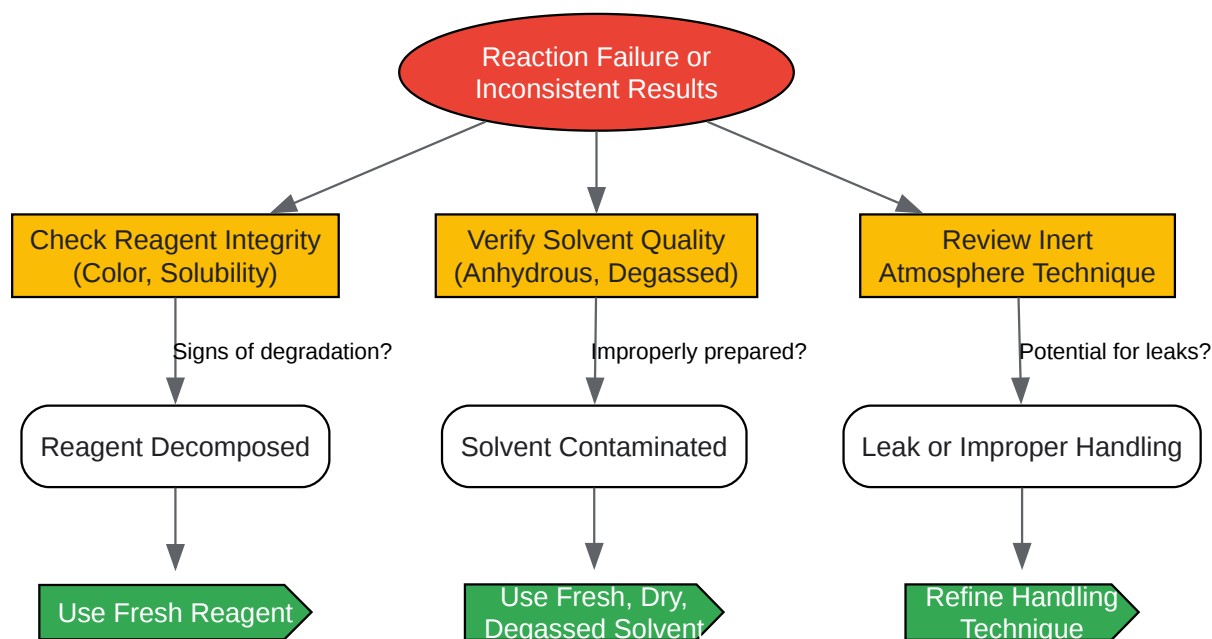 Reaction Failure or
Inconsistent Results
Check Reagent Integrity
(Color, Solubility)
Verify Solvent Quality
(Anhydrous, Degassed)
Review Inert
Atmosphere Technique
Signs of degradation?
Improperly prepared?
Potential for leaks?
Reagent Decomposed
Solvent Contaminated
Leak or Improper Handling
Use Fresh Reagent
Use Fresh, Dry,
Degassed Solvent
Refine Handling
Technique